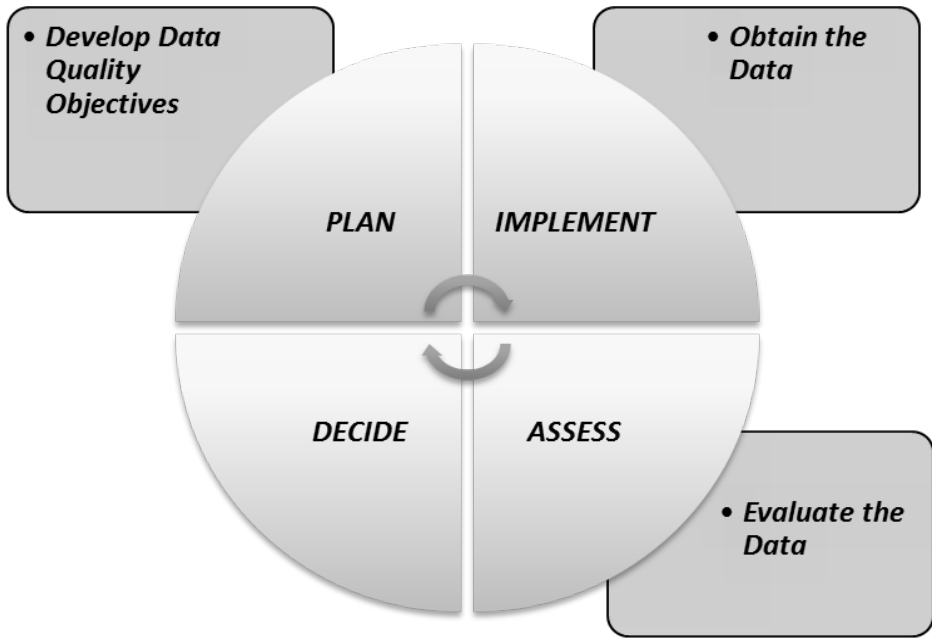 • Develop Data
Quality
Objectives
• Obtain the
Data
PLAN
IMPLEMENT
DECIDE
ASSESS
• Evaluate the
Data